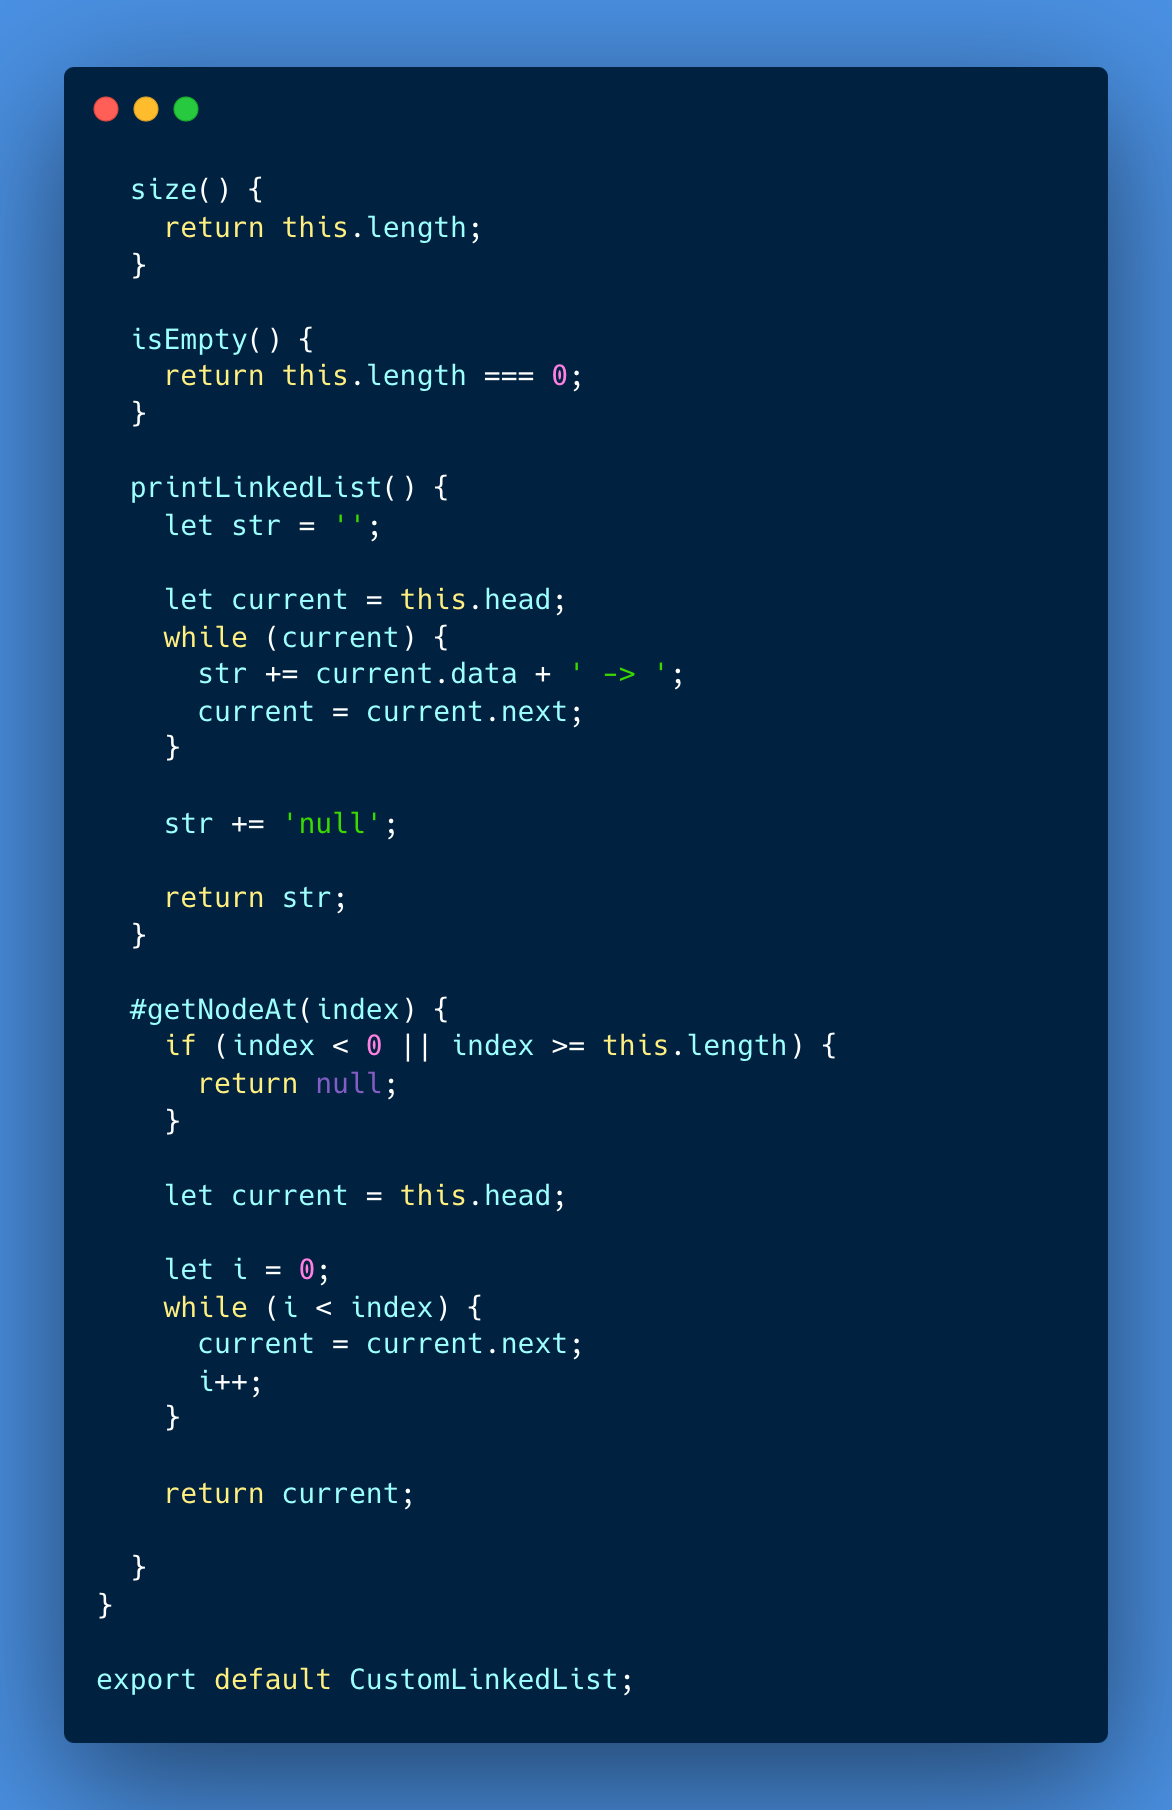 size() {
    return this.length;
  }

  isEmpty() {
    return this.length === 0;
  }

  printLinkedList() {
    let str = '';

    let current = this.head;
    while (current) {
      str += current.data + ' -> ';
      current = current.next;
    }

    str += 'null';

    return str;
  }

  #getNodeAt(index) {
    if (index < 0 || index >= this.length) {
      return null;
    }

    let current = this.head;

    let i = 0;
    while (i < index) {
      current = current.next;
      i++;
    }

    return current;

  }
}

export default CustomLinkedList;